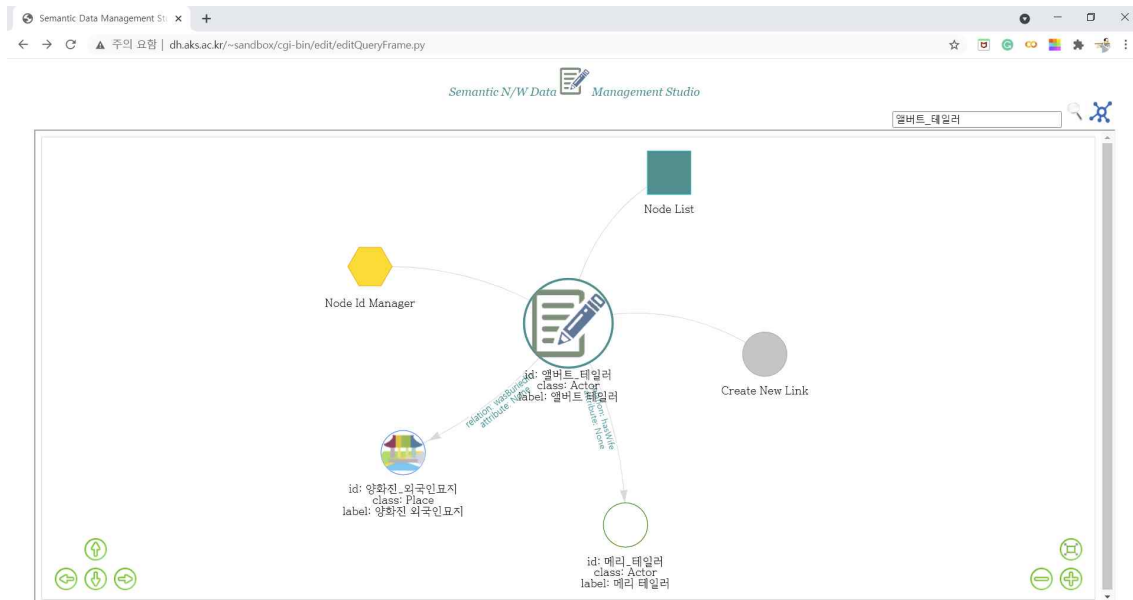 Semantic Data Management St
주의 요함 | dh.aks.ac.kr/~sandbox/cgi-bin/edit/editQueryFrame.py
Semantic N/W Data Management Studio
앨버트_테일러
Node List
Node Id Manager
id: 앨버트_테일러
class: Actor
label: 앨버트 테일러
Create New Link
relation: wasBuried
attribute: None
relation: hasWife
attribute: None
id: 양화진_외국인묘지
class: Place
label: 양화진 외국인묘지
id: 메리_테일러
class: Actor
label: 메리 테일러